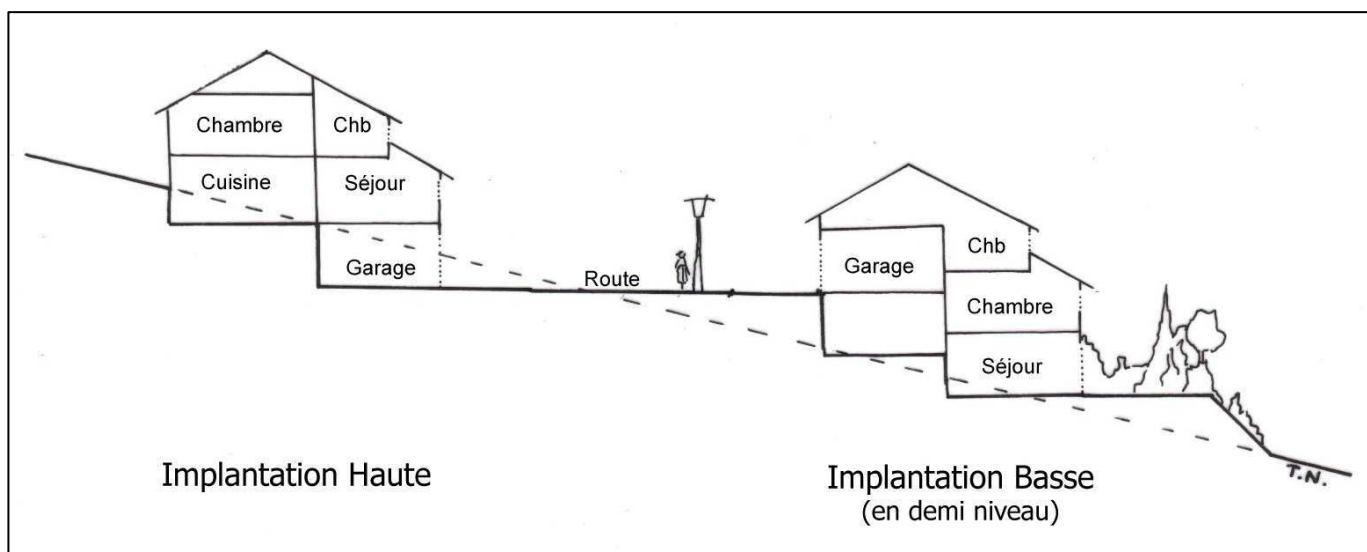 Chambre
Chb
Cuisine
Séjour
Garage
Route
Garage
Chb
Chambre
Séjour
T.N.
Implantation Haute
Implantation Basse
(en demi niveau)